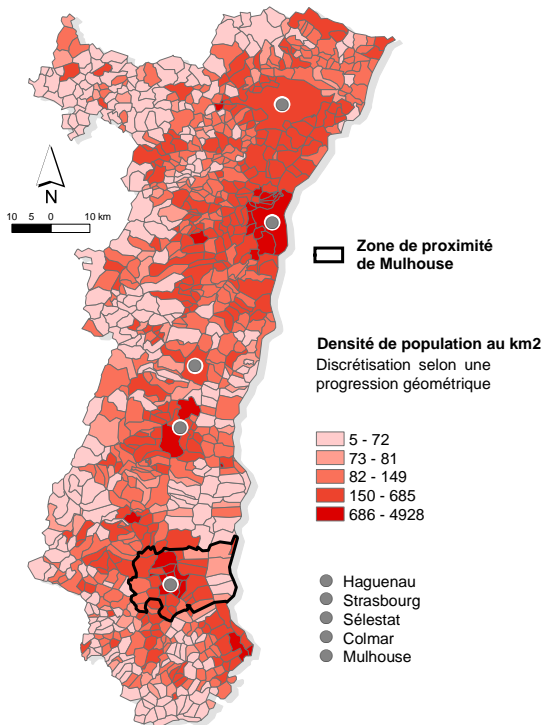 N
10 5 0 10 km
Zone de proximité
de Mulhouse
Densité de population au km2
Discrétisation selon une
progression géométrique
5 - 72
73 - 81
82 - 149
150 - 685
686 - 4928
Haguenau
Strasbourg
Sélestat
Colmar
Mulhouse